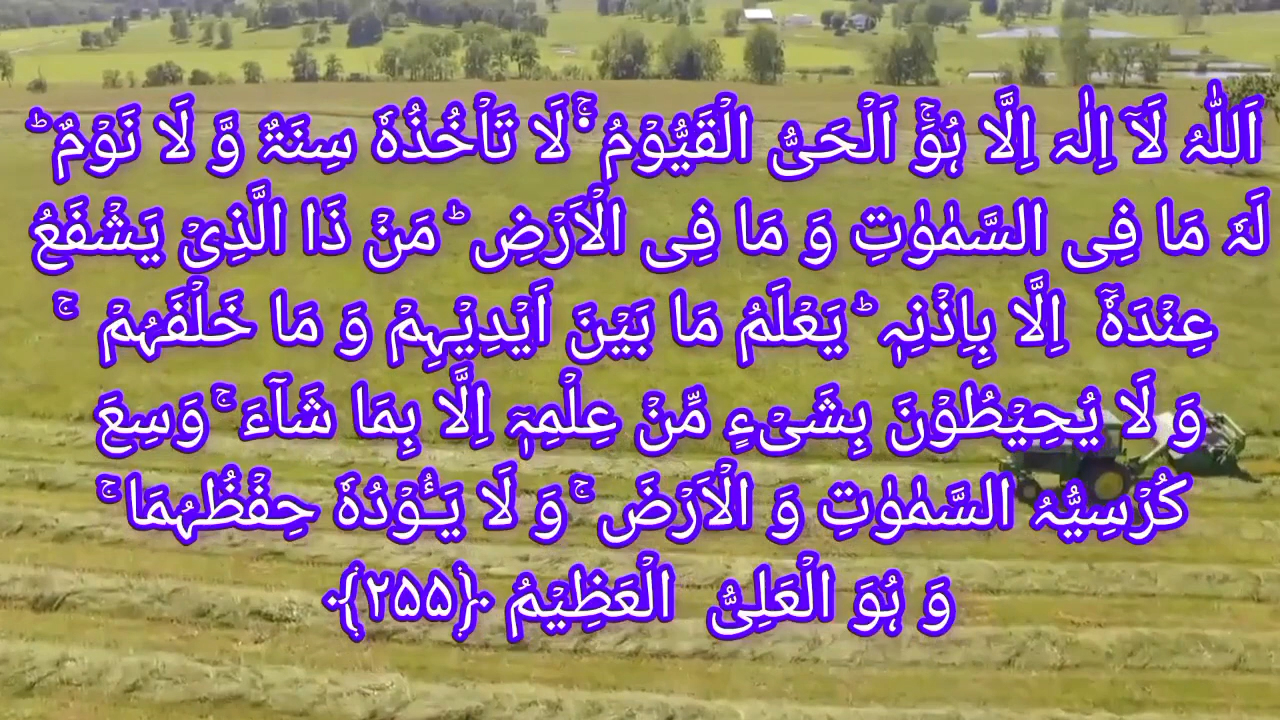 اَللّٰہُ لَاۤ اِلٰہَ اِلَّا ہُوَۚ اَلۡحَیُّ الۡقَیُّوۡمُ ۬ۚ لَا تَاۡخُذُہٗ سِنَۃٌ وَّ لَا نَوۡمٌ ؕ
لَہٗ مَا فِی السَّمٰوٰتِ وَ مَا فِی الۡاَرۡضِ ؕ مَنۡ ذَا الَّذِیۡ یَشۡفَعُ
عِنۡدَہٗۤ اِلَّا بِاِذۡنِہٖ ؕ یَعۡلَمُ مَا بَیۡنَ اَیۡدِیۡہِمۡ وَ مَا خَلۡفَہُمۡ ۚ
وَ لَا یُحِیۡطُوۡنَ بِشَیۡءٍ مِّنۡ عِلۡمِہٖۤ اِلَّا بِمَا شَآءَ ۚ وَسِعَ
کُرۡسِیُّہُ السَّمٰوٰتِ وَ الۡاَرۡضَ ۚ وَ لَا یَـُٔوۡدُہٗ حِفۡظُہُمَا ۚ
وَ ہُوَ الۡعَلِیُّ الۡعَظِیۡمُ ﴿۲۵۵﴾